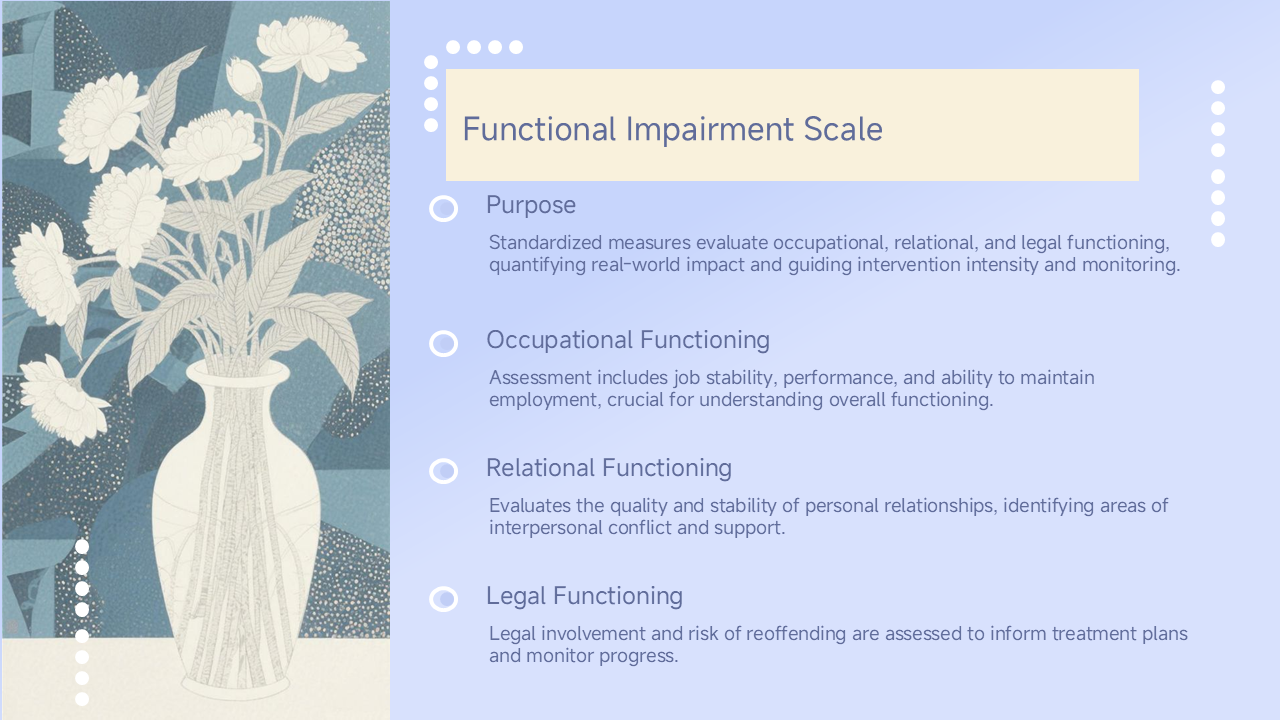 Functional Impairment Scale
Purpose
Standardized measures evaluate occupational, relational, and legal functioning,
quantifying real-world impact and guiding intervention intensity and monitoring.
Occupational Functioning
Assessment includes job stability, performance, and ability to maintain
employment, crucial for understanding overall functioning.
Relational Functioning
Evaluates the quality and stability of personal relationships, identifying areas of
interpersonal conflict and support.
Legal Functioning
Legal involvement and risk of reoffending are assessed to inform treatment plans
and monitor progress.